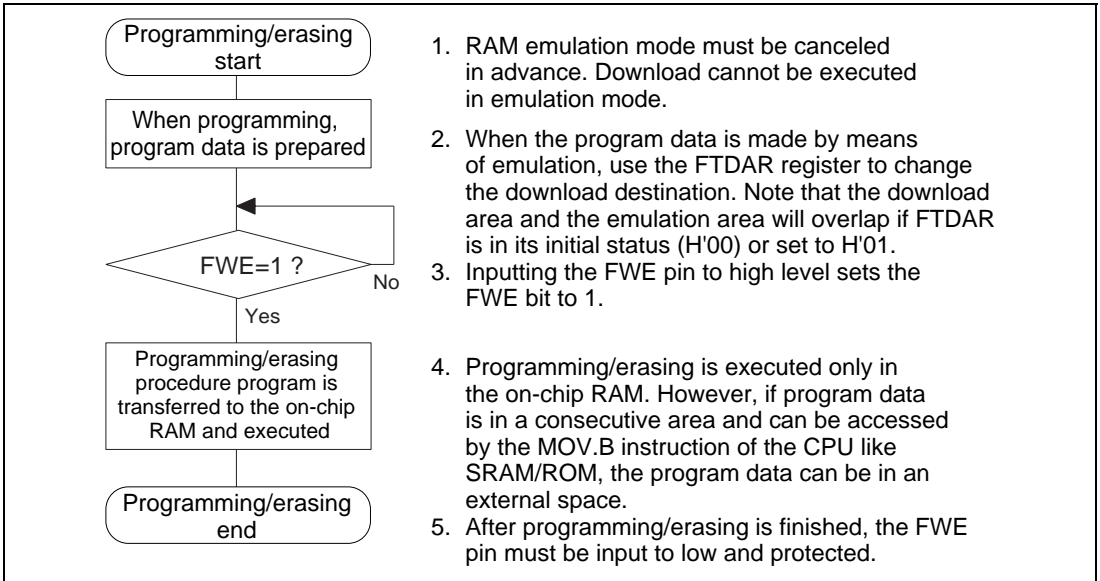 Programming/erasing
start
When programming,
program data is prepared
FWE=1 ?
No
Yes
Programming/erasing
procedure program is
transferred to the on-chip
RAM and executed
Programming/erasing
end
1. RAM emulation mode must be canceled
in advance. Download cannot be executed
in emulation mode.
2. When the program data is made by means
of emulation, use the FTDAR register to change
the download destination. Note that the download
area and the emulation area will overlap if FTDAR
is in its initial status (H'00) or set to H'01.
3. Inputting the FWE pin to high level sets the
FWE bit to 1.
4. Programming/erasing is executed only in
the on-chip RAM. However, if program data
is in a consecutive area and can be accessed
by the MOV.B instruction of the CPU like
SRAM/ROM, the program data can be in an
external space.
5. After programming/erasing is finished, the FWE
pin must be input to low and protected.